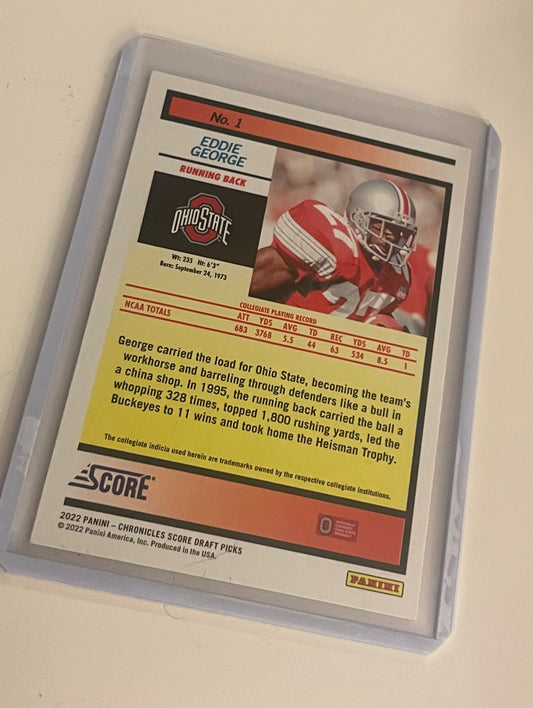 No. 1
EDDIE
GEORGE
RUNNING BACK
OHIO STATE
Wt: 235 Ht: 6'3"
Born: September 24, 1973
27
27
COLLEGIATE PLAYING RECORD
ATT YDS AVG TD REC YDS AVG TD
NCAA TOTALS 683 3768 5.5 44 63 534 8.5 1
George carried the load for Ohio State, becoming the team's
workhorse and barreling through defenders like a bull in
a china shop. In 1995, the running back carried the ball a
whopping 328 times, topped 1,800 rushing yards, led the
Buckeyes to 11 wins and took home the Heisman Trophy.
The collegiate indicia used herein are trademarks owned by the respective collegiate institutions.
SCORE®
2022 PANINI – CHRONICLES SCORE DRAFT PICKS
© 2022 Panini America, Inc. Produced in the USA.
PANINI